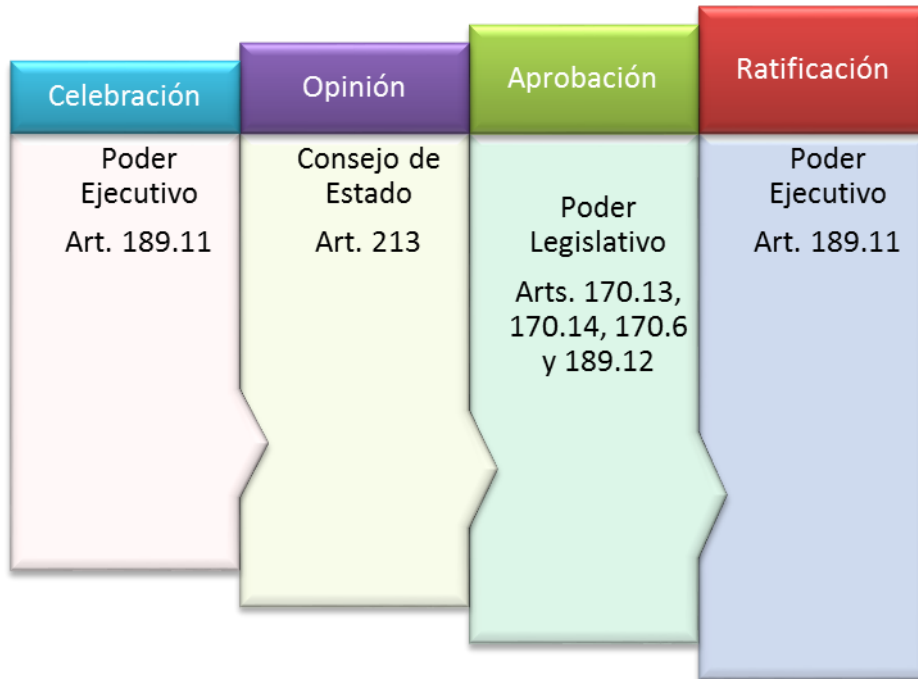 Celebración
Poder
Ejecutivo
Art. 189.11
Opinión
Consejo de
Estado
Art. 213
Aprobación
Poder
Legislativo
Arts. 170.13,
170.14, 170.6
y 189.12
Ratificación
Poder
Ejecutivo
Art. 189.11